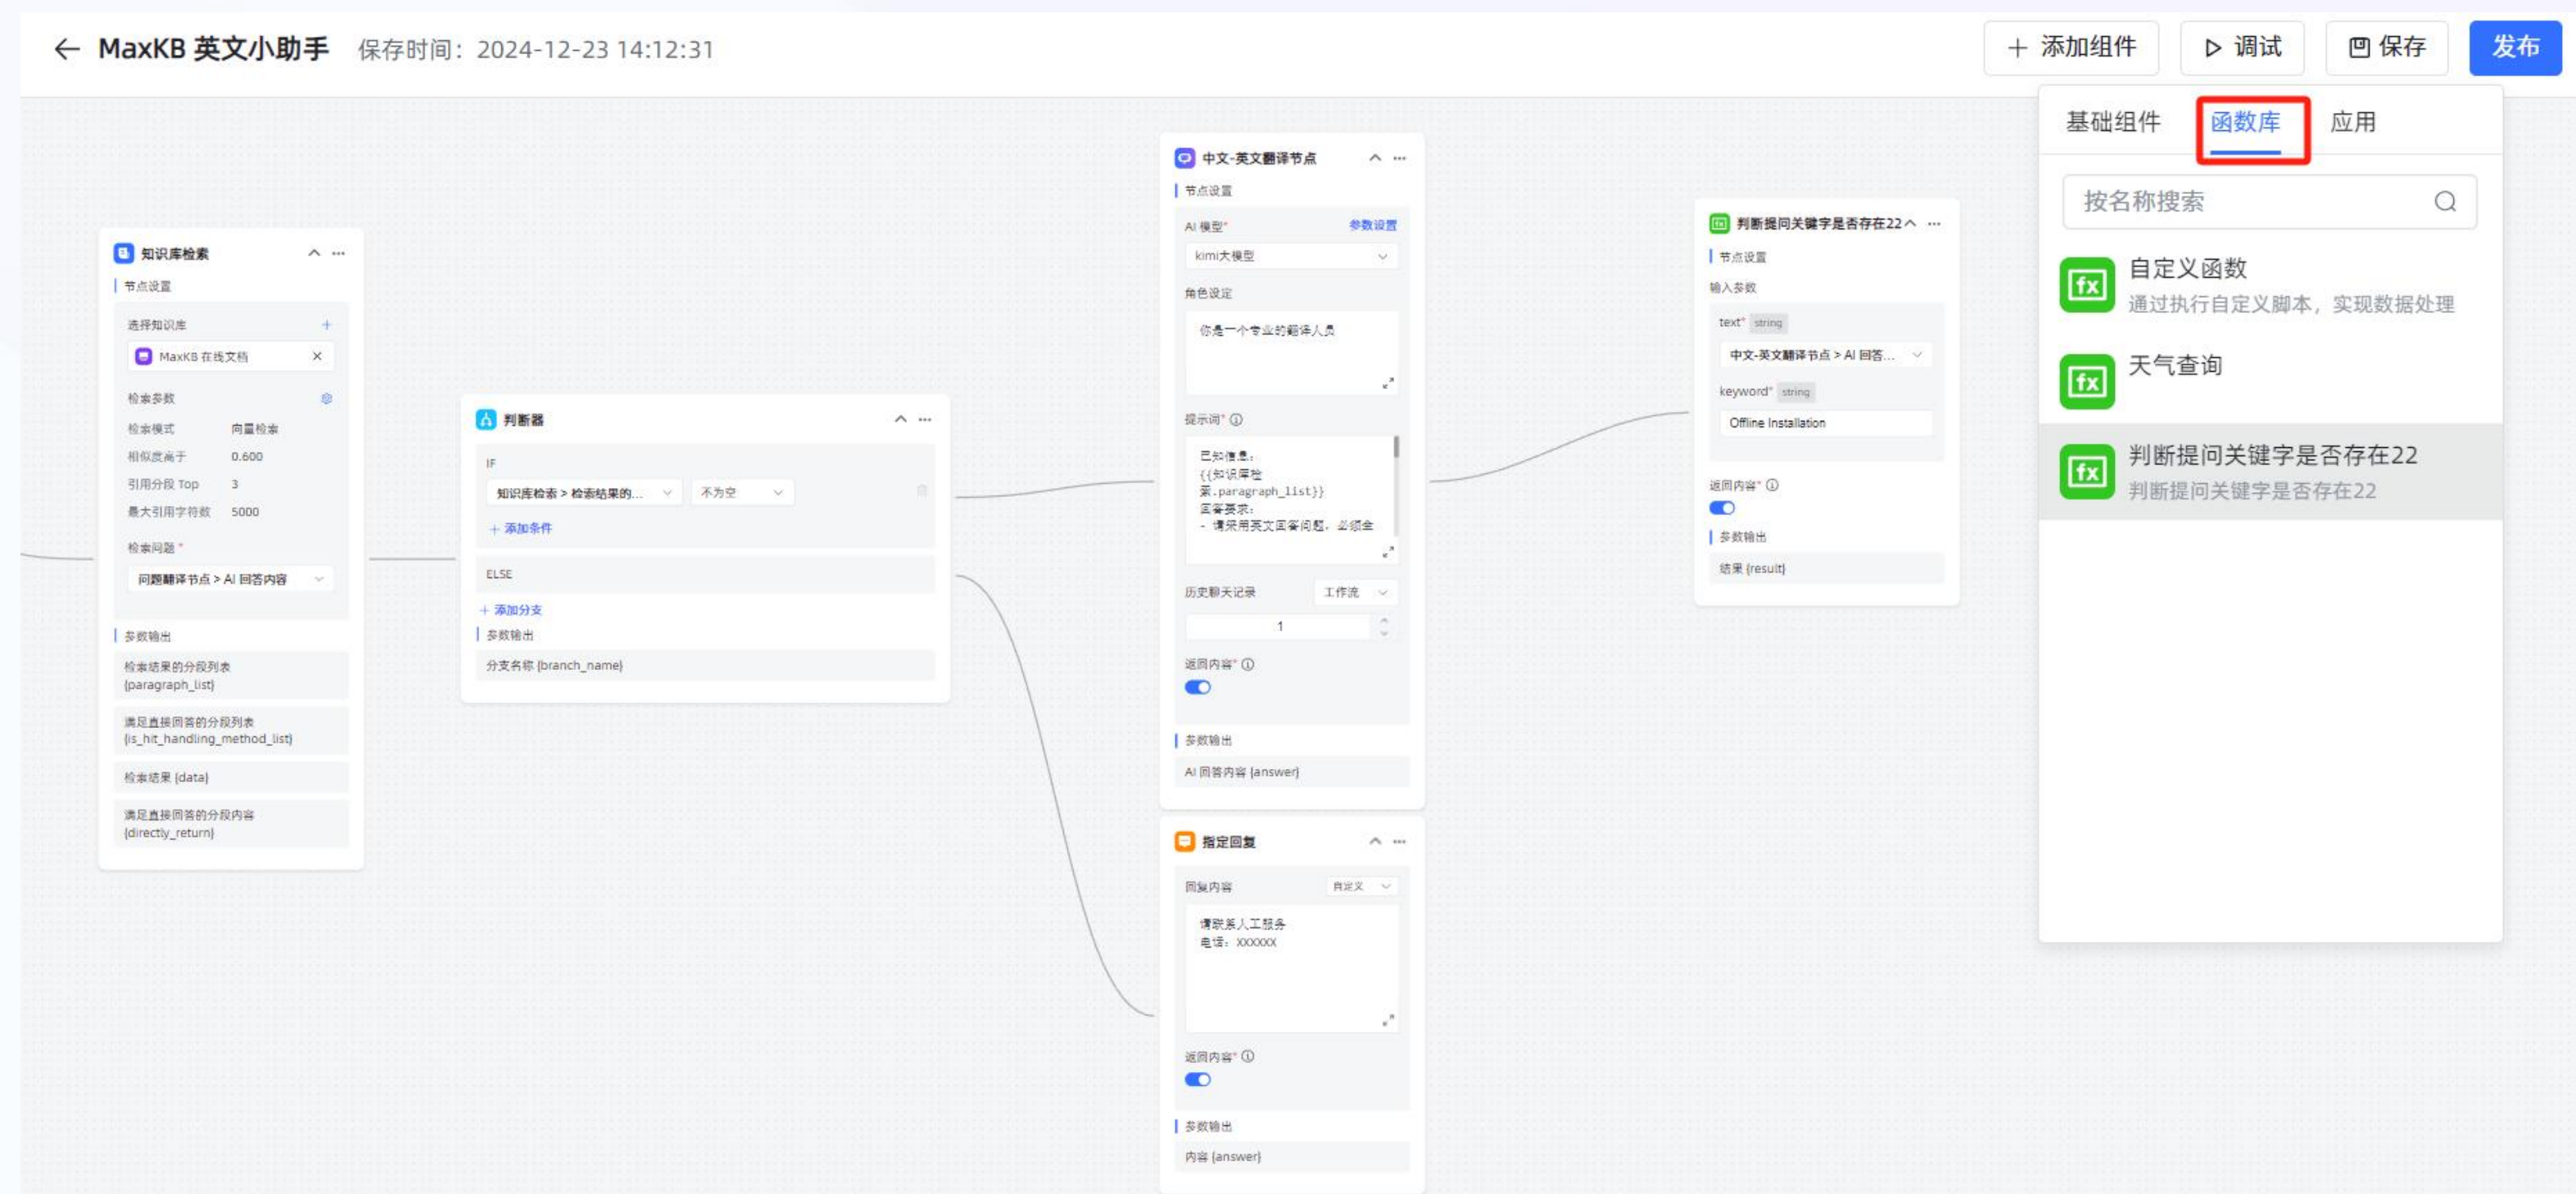 MaxKB 英文小助手 保存时间：2024-12-23 14:12:31
添加组件
调试
保存
发布
知识库检索
节点设置
选择知识库
MaxKB 在线文档
检索参数
检索模式 向量检索
相似度高于 0.600
引用分段 Top 3
最大引用字符数 5000
检索问题 *
问题翻译节点 > AI 回答内容
参数输出
检索结果的分段列表
{paragraph_list}
满足直接回答的分段列表
{is_hit_handling_method_list}
检索结果 {data}
满足直接回答的分段内容
{directly_return}
判断器
IF
知识库检索 > 检索结果的... 不为空
+ 添加条件
ELSE
+ 添加分支
参数输出
分支名称 {branch_name}
中文-英文翻译节点
节点设置
AI 模型* 参数设置
kimi大模型
角色设定
你是一个专业的翻译人员
提示词*
已知信息：
{{知识库检
索.paragraph_list}}
回答要求：
- 请采用英文回答问题，必须全
历史聊天记录 工作流
1
返回内容*
参数输出
AI 回答内容 {answer}
指定回复
回复内容 自定义
请联系人工服务
电话：XXXXXX
返回内容*
参数输出
内容 {answer}
判断提问关键字是否存在22
节点设置
输入参数
text* string
中文-英文翻译节点 > AI 回答...
keyword* string
Offline Installation
返回内容*
参数输出
结果 {result}
基础组件 函数库 应用
按名称搜索
fx 自定义函数
通过执行自定义脚本，实现数据处理
fx 天气查询
fx 判断提问关键字是否存在22
判断提问关键字是否存在22